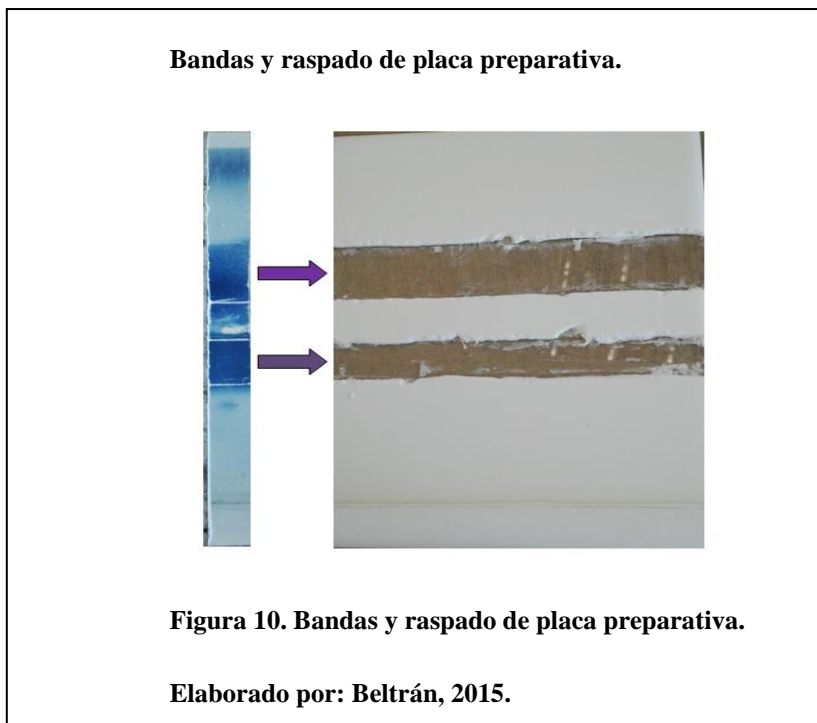 Bandas y raspado de placa preparativa.
Figura 10. Bandas y raspado de placa preparativa.
Elaborado por: Beltrán, 2015.